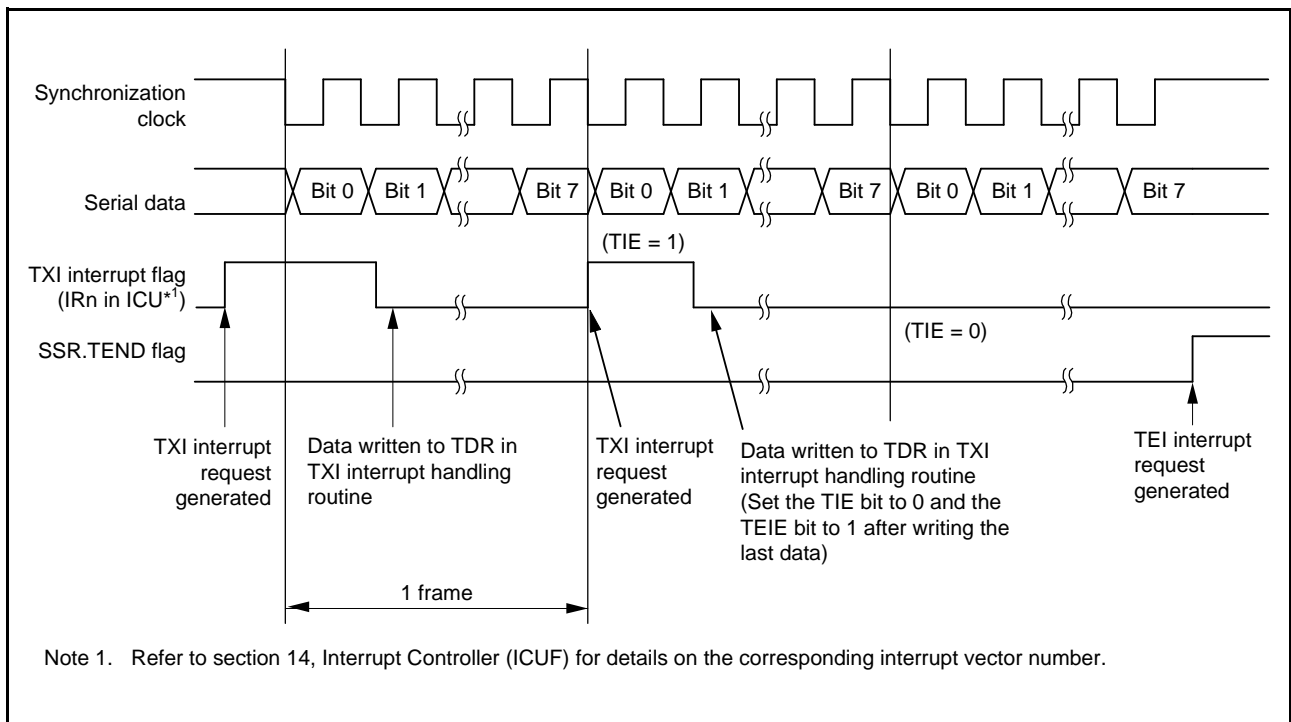 Synchronization
clock
Serial data
Bit 0 Bit 1 Bit 7 Bit 0 Bit 1 Bit 7 Bit 0 Bit 1 Bit 7
(TIE = 1)
TXI interrupt flag
(IRn in ICU*1)
(TIE = 0)
SSR.TEND flag
TXI interrupt
request
generated
Data written to TDR in
TXI interrupt handling
routine
TXI interrupt
request
generated
Data written to TDR in TXI
interrupt handling routine
(Set the TIE bit to 0 and the
TEIE bit to 1 after writing the
last data)
TEI interrupt
request
generated
1 frame
Note 1. Refer to section 14, Interrupt Controller (ICUF) for details on the corresponding interrupt vector number.